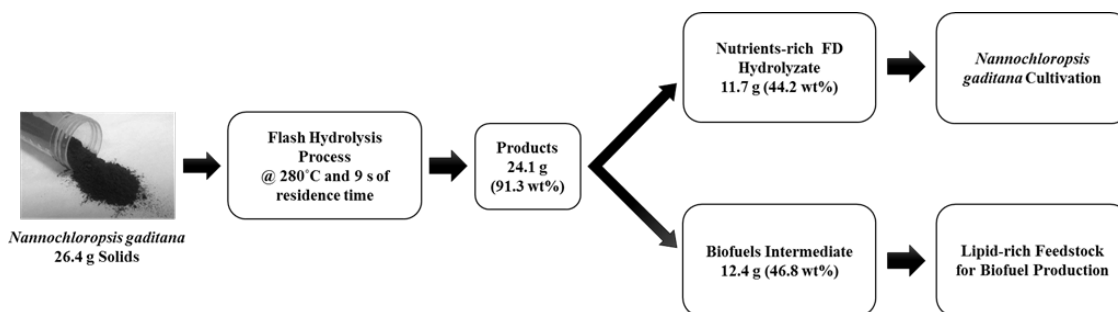 Nannochloropsis gaditana
26.4 g Solids
Flash Hydrolysis
Process
@ 280˚C and 9 s of
residence time
Products
24.1 g
(91.3 wt%)
Nutrients-rich FD
Hydrolyzate
11.7 g (44.2 wt%)
Nannochloropsis
gaditana Cultivation
Biofuels Intermediate
12.4 g (46.8 wt%)
Lipid-rich Feedstock
for Biofuel Production